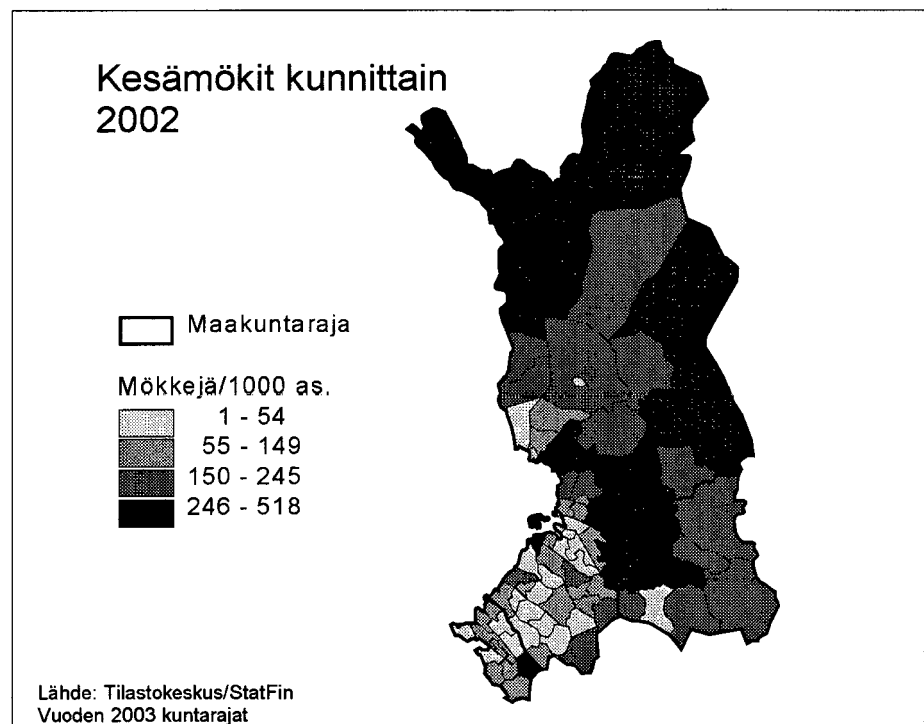 Kesämökit kunnittain
2002
Maakuntaraja
Mökkejä/1000 as.
1 - 54
55 - 149
150 - 245
246 - 518
Lähde: Tilastokeskus/StatFin
Vuoden 2003 kuntarajat